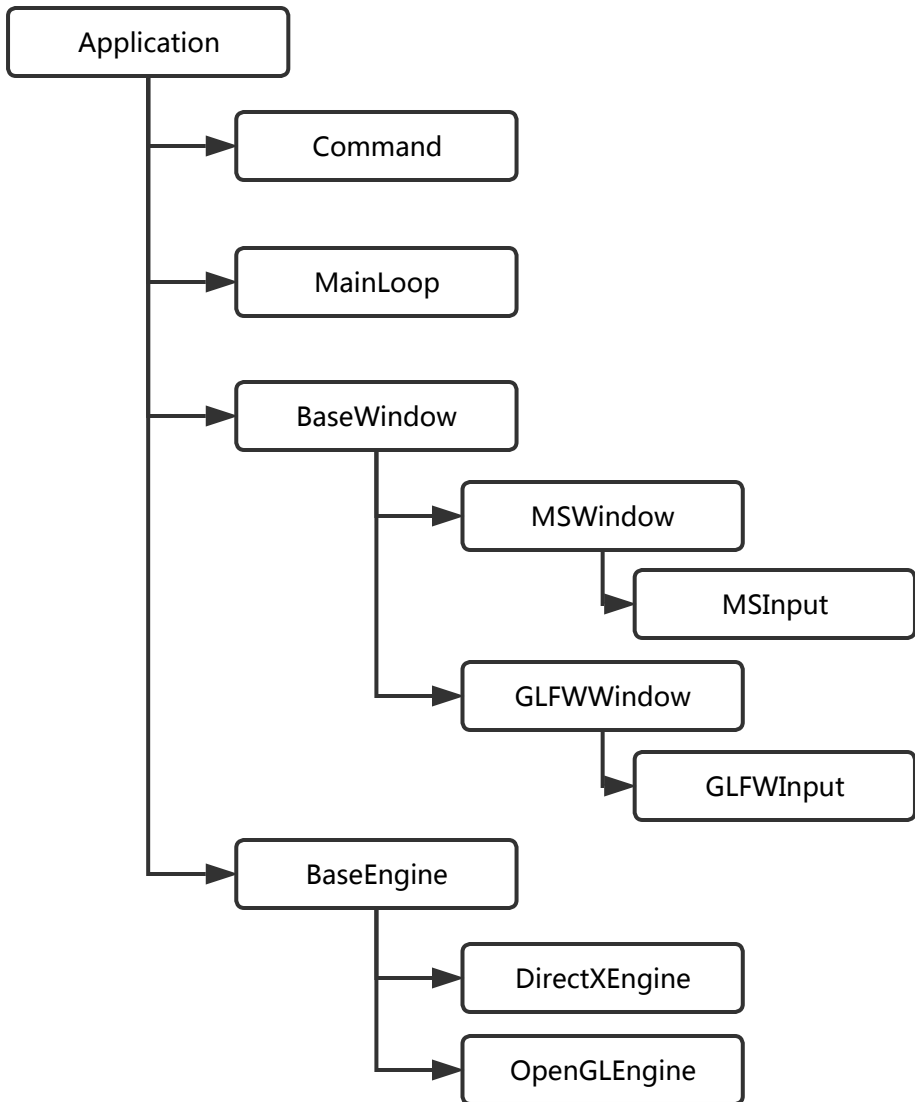 Application
Command
MainLoop
BaseWindow
MSWindow
MSInput
GLFWWindow
GLFWInput
BaseEngine
DirectXEngine
OpenGLEngine